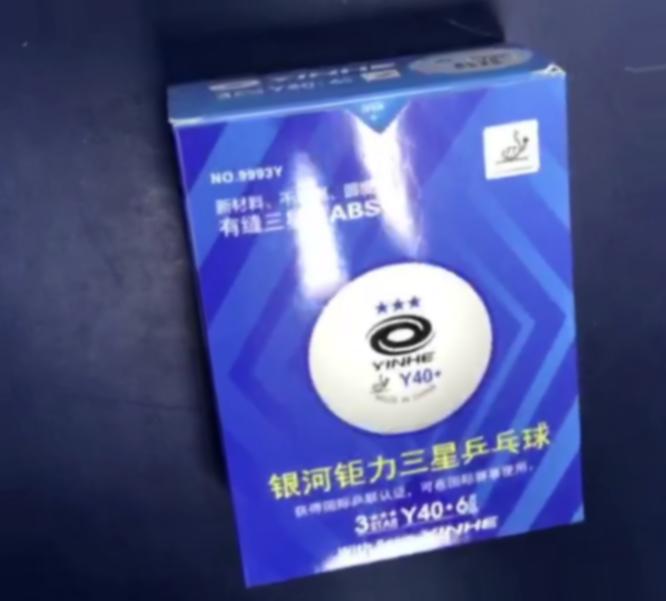 NO.9993Y
新材料、不
有缝三星 ABS
★★★
YINHE
Y40+
MADE IN CHINA
银河钜力三星乒乓球
获得国际乒联认证，可在国际赛事使用。
3 STAR Y40+6
YINHE